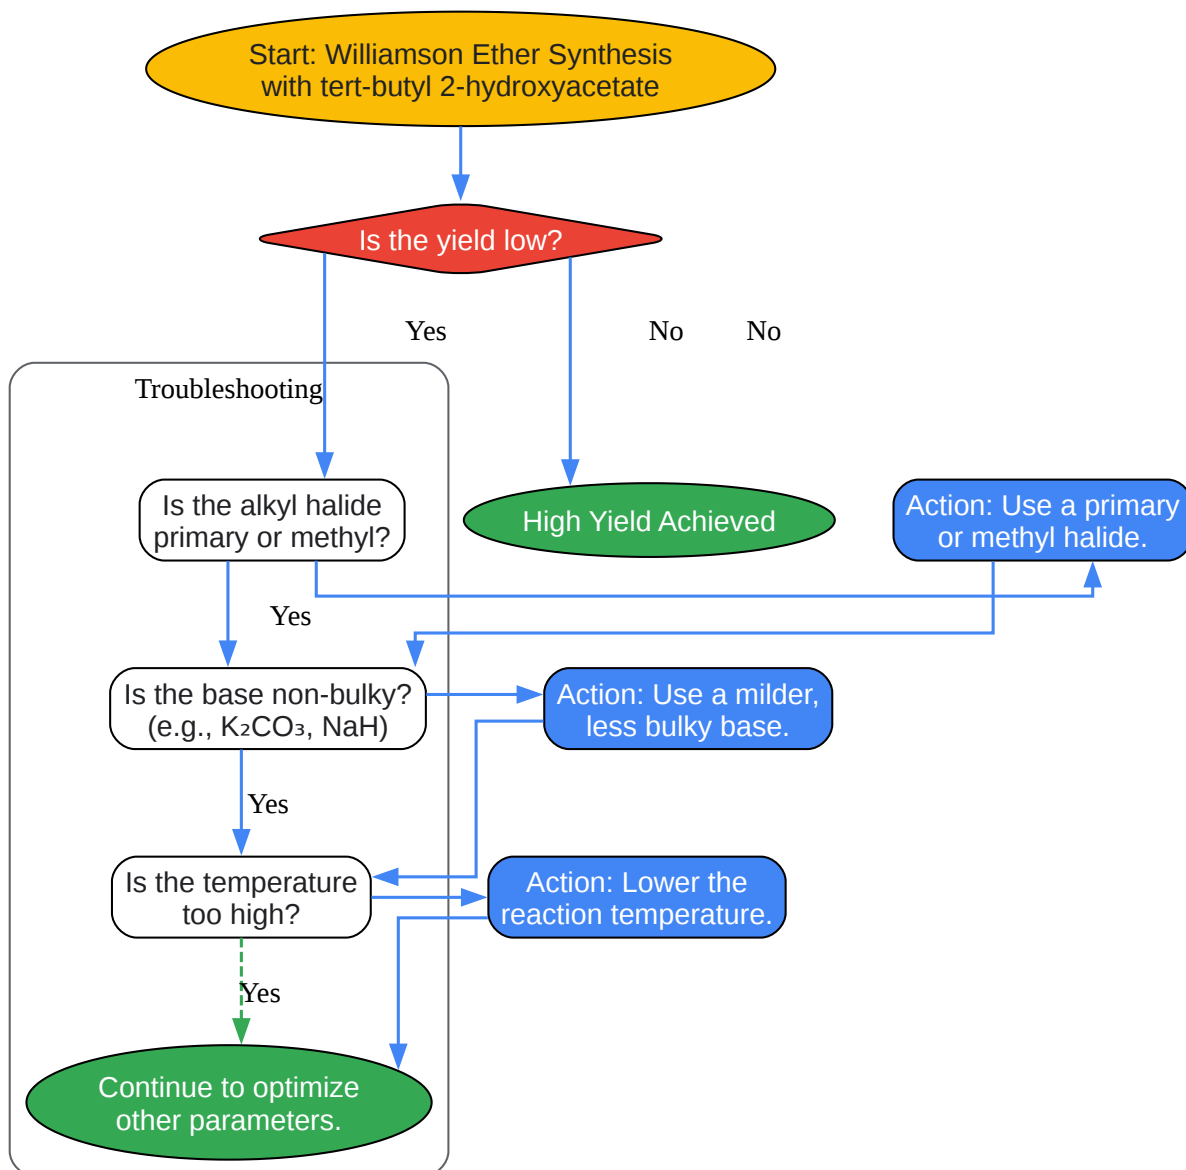 Start: Williamson Ether Synthesis
with tert-butyl 2-hydroxyacetate
Is the yield low?
Yes
No
No
Troubleshooting
Is the alkyl halide
primary or methyl?
High Yield Achieved
Action: Use a primary
or methyl halide.
Yes
Is the base non-bulky?
(e.g., K₂CO₃, NaH)
Action: Use a milder,
less bulky base.
Yes
Is the temperature
too high?
Action: Lower the
reaction temperature.
Yes
Continue to optimize
other parameters.